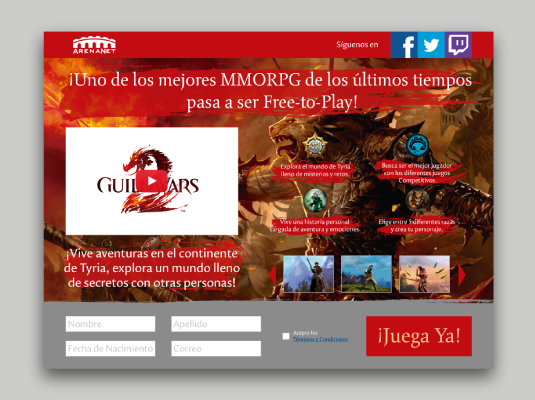 ARENANET
Síguenos en
¡Uno de los mejores MMORPG de los últimos tiempos
pasa a ser Free-to-Play!
GUILD WARS
Explora el mundo de Tyria
lleno de misterios y retos.
Busca ser el mejor jugador
con los diferentes juegos
Competitivos.
Vive una historia personal
cargada de aventura y emociones.
Elige entre 5 diferentes razas
y crea tu personaje.
¡Vive aventuras en el continente
de Tyria, explora un mundo lleno
de secretos con otras personas!
Nombre
Apellido
Fecha de Nacimiento
Correo
Acepto los
Términos y Condiciones
¡Juega Ya!